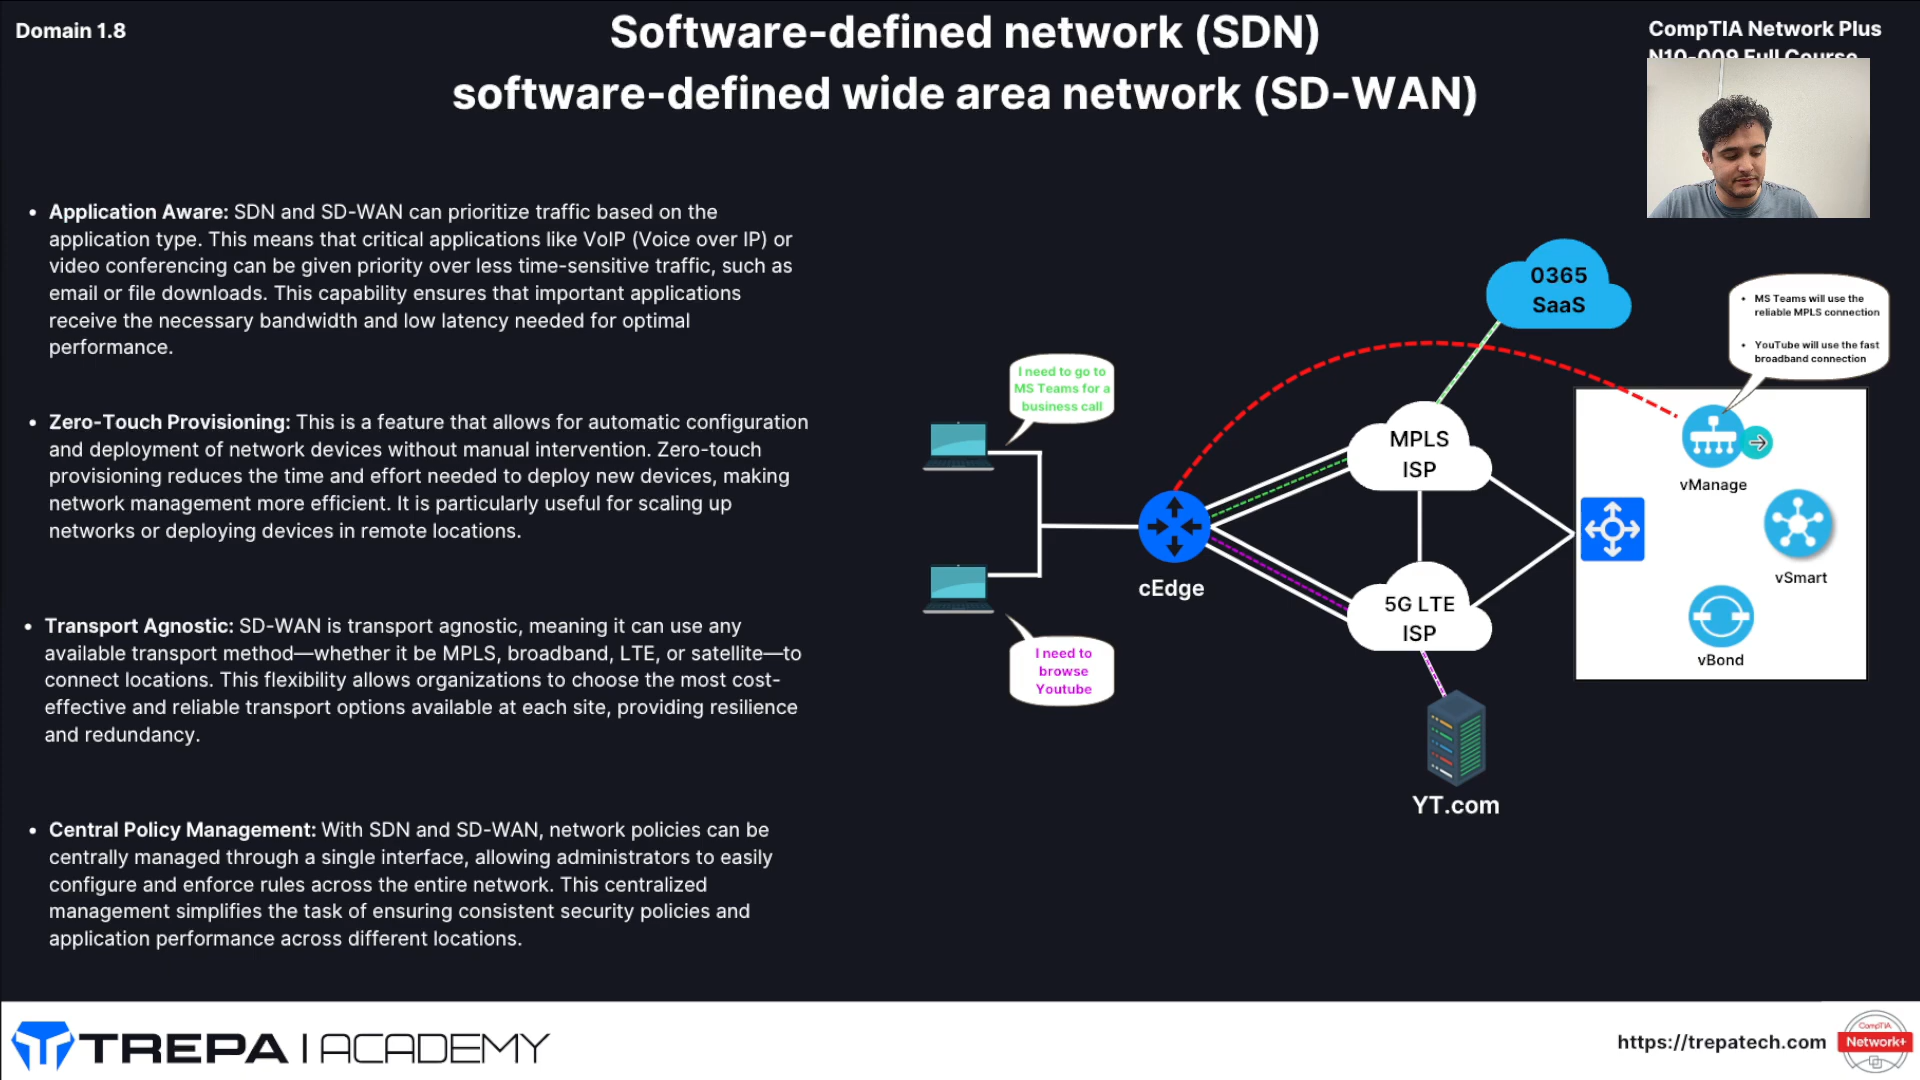 Domain 1.8
Software-defined network (SDN)
software-defined wide area network (SD-WAN)
CompTIA Network Plus
N10-009 Full Course
• Application Aware: SDN and SD-WAN can prioritize traffic based on the
application type. This means that critical applications like VoIP (Voice over IP) or
video conferencing can be given priority over less time-sensitive traffic, such as
email or file downloads. This capability ensures that important applications
receive the necessary bandwidth and low latency needed for optimal
performance.
• Zero-Touch Provisioning: This is a feature that allows for automatic configuration
and deployment of network devices without manual intervention. Zero-touch
provisioning reduces the time and effort needed to deploy new devices, making
network management more efficient. It is particularly useful for scaling up
networks or deploying devices in remote locations.
• Transport Agnostic: SD-WAN is transport agnostic, meaning it can use any
available transport method—whether it be MPLS, broadband, LTE, or satellite—to
connect locations. This flexibility allows organizations to choose the most cost-
effective and reliable transport options available at each site, providing resilience
and redundancy.
• Central Policy Management: With SDN and SD-WAN, network policies can be
centrally managed through a single interface, allowing administrators to easily
configure and enforce rules across the entire network. This centralized
management simplifies the task of ensuring consistent security policies and
application performance across different locations.
I need to go to
MS Teams for a
business call
I need to
browse
Youtube
cEdge
0365
SaaS
MPLS
ISP
5G LTE
ISP
YT.com
• MS Teams will use the
reliable MPLS connection
• YouTube will use the fast
broadband connection
vManage
vSmart
vBond
TREPA | ACADEMY
https://trepatech.com
CompTIA
Network+